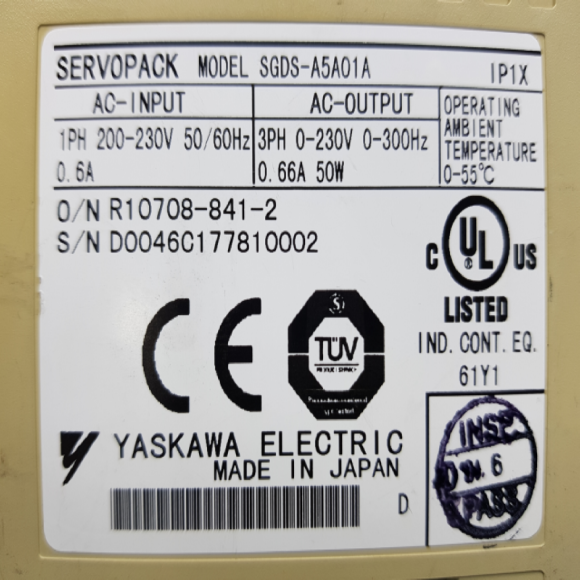 SERVOPACK MODEL SGDS-A5A01A IP1X
AC-INPUT
1PH 200-230V 50/60Hz
0.6A
AC-OUTPUT
3PH 0-230V 0-300Hz
0.66A 50W
OPERATING
AMBIENT
TEMPERATURE
0-55℃
O/N R10708-841-2
S/N D0046C177810002
C UL US
LISTED
IND. CONT. EQ.
61Y1
CE
TÜV
YASKAWA ELECTRIC
MADE IN JAPAN
D
INSP
6
PASS